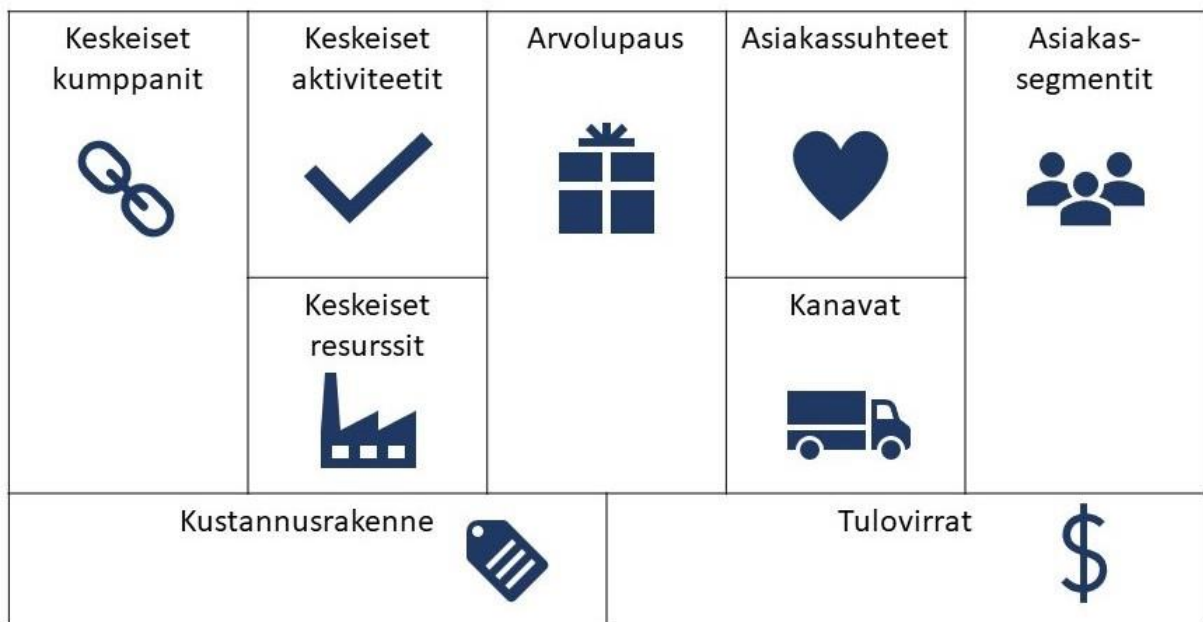 Keskeiset
kumppanit
Keskeiset
aktiviteetit
Arvolupaus
Asiakassuhteet
Asiakas-
segmentit
Keskeiset
resurssit
Kanavat
Kustannusrakenne
Tulovirrat
$